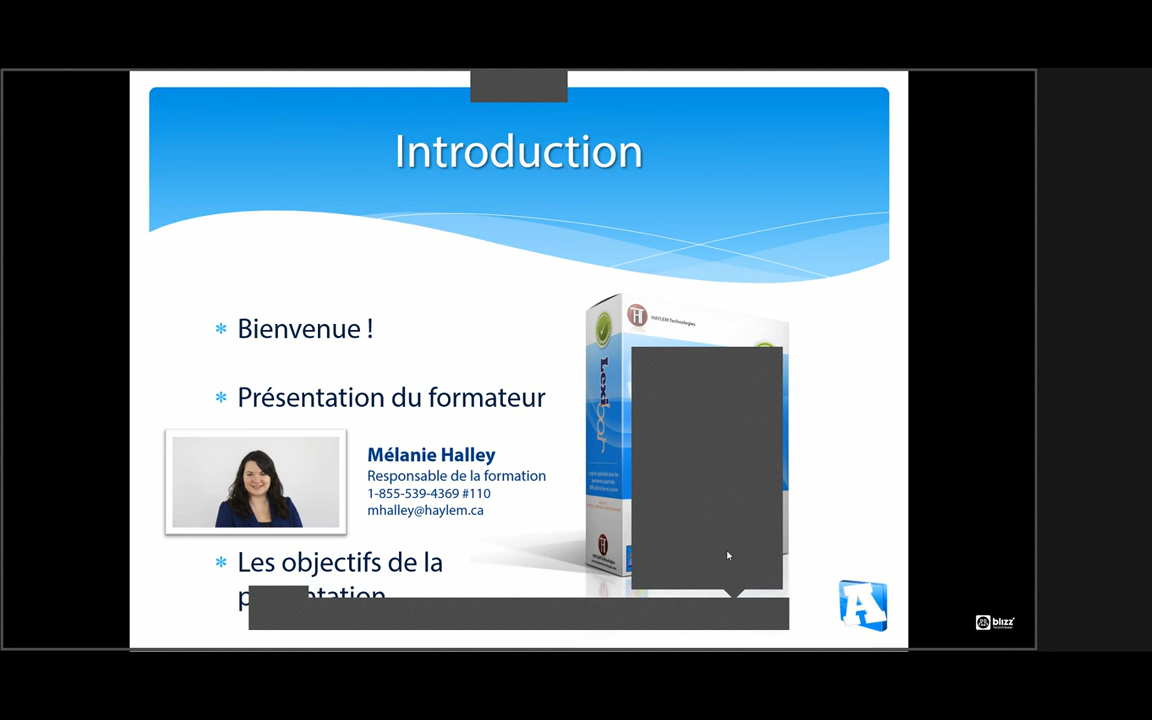 Introduction
* Bienvenue !
* Présentation du formateur
Mélanie Halley
Responsable de la formation
1-855-539-4369 #110
mhalley@haylem.ca
* Les objectifs de la
HAYLEM Technologies
Lexibar
blizz